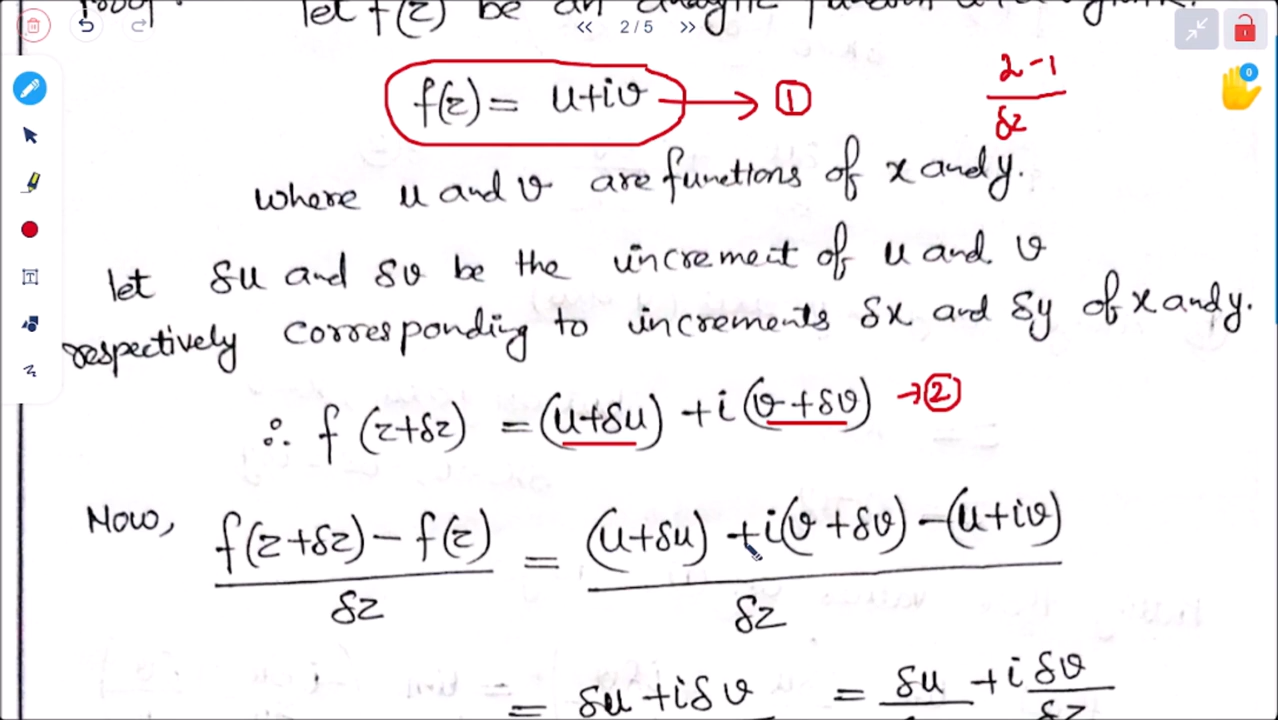 let f(z) be an
2/5
f(z) = u+iv → ①
2-1
δz
where u and v are functions of x and y.
let δu and δv be the increment of u and v
respectively corresponding to increments δx and δy of x and y.
∴ f (z+δz) = (u+δu) + i (v+δv) → ②
Now, f(z+δz) - f(z) / δz = (u+δu) + i(v+δv) - (u+iv) / δz
= δu + iδv = δu + i δv / δz